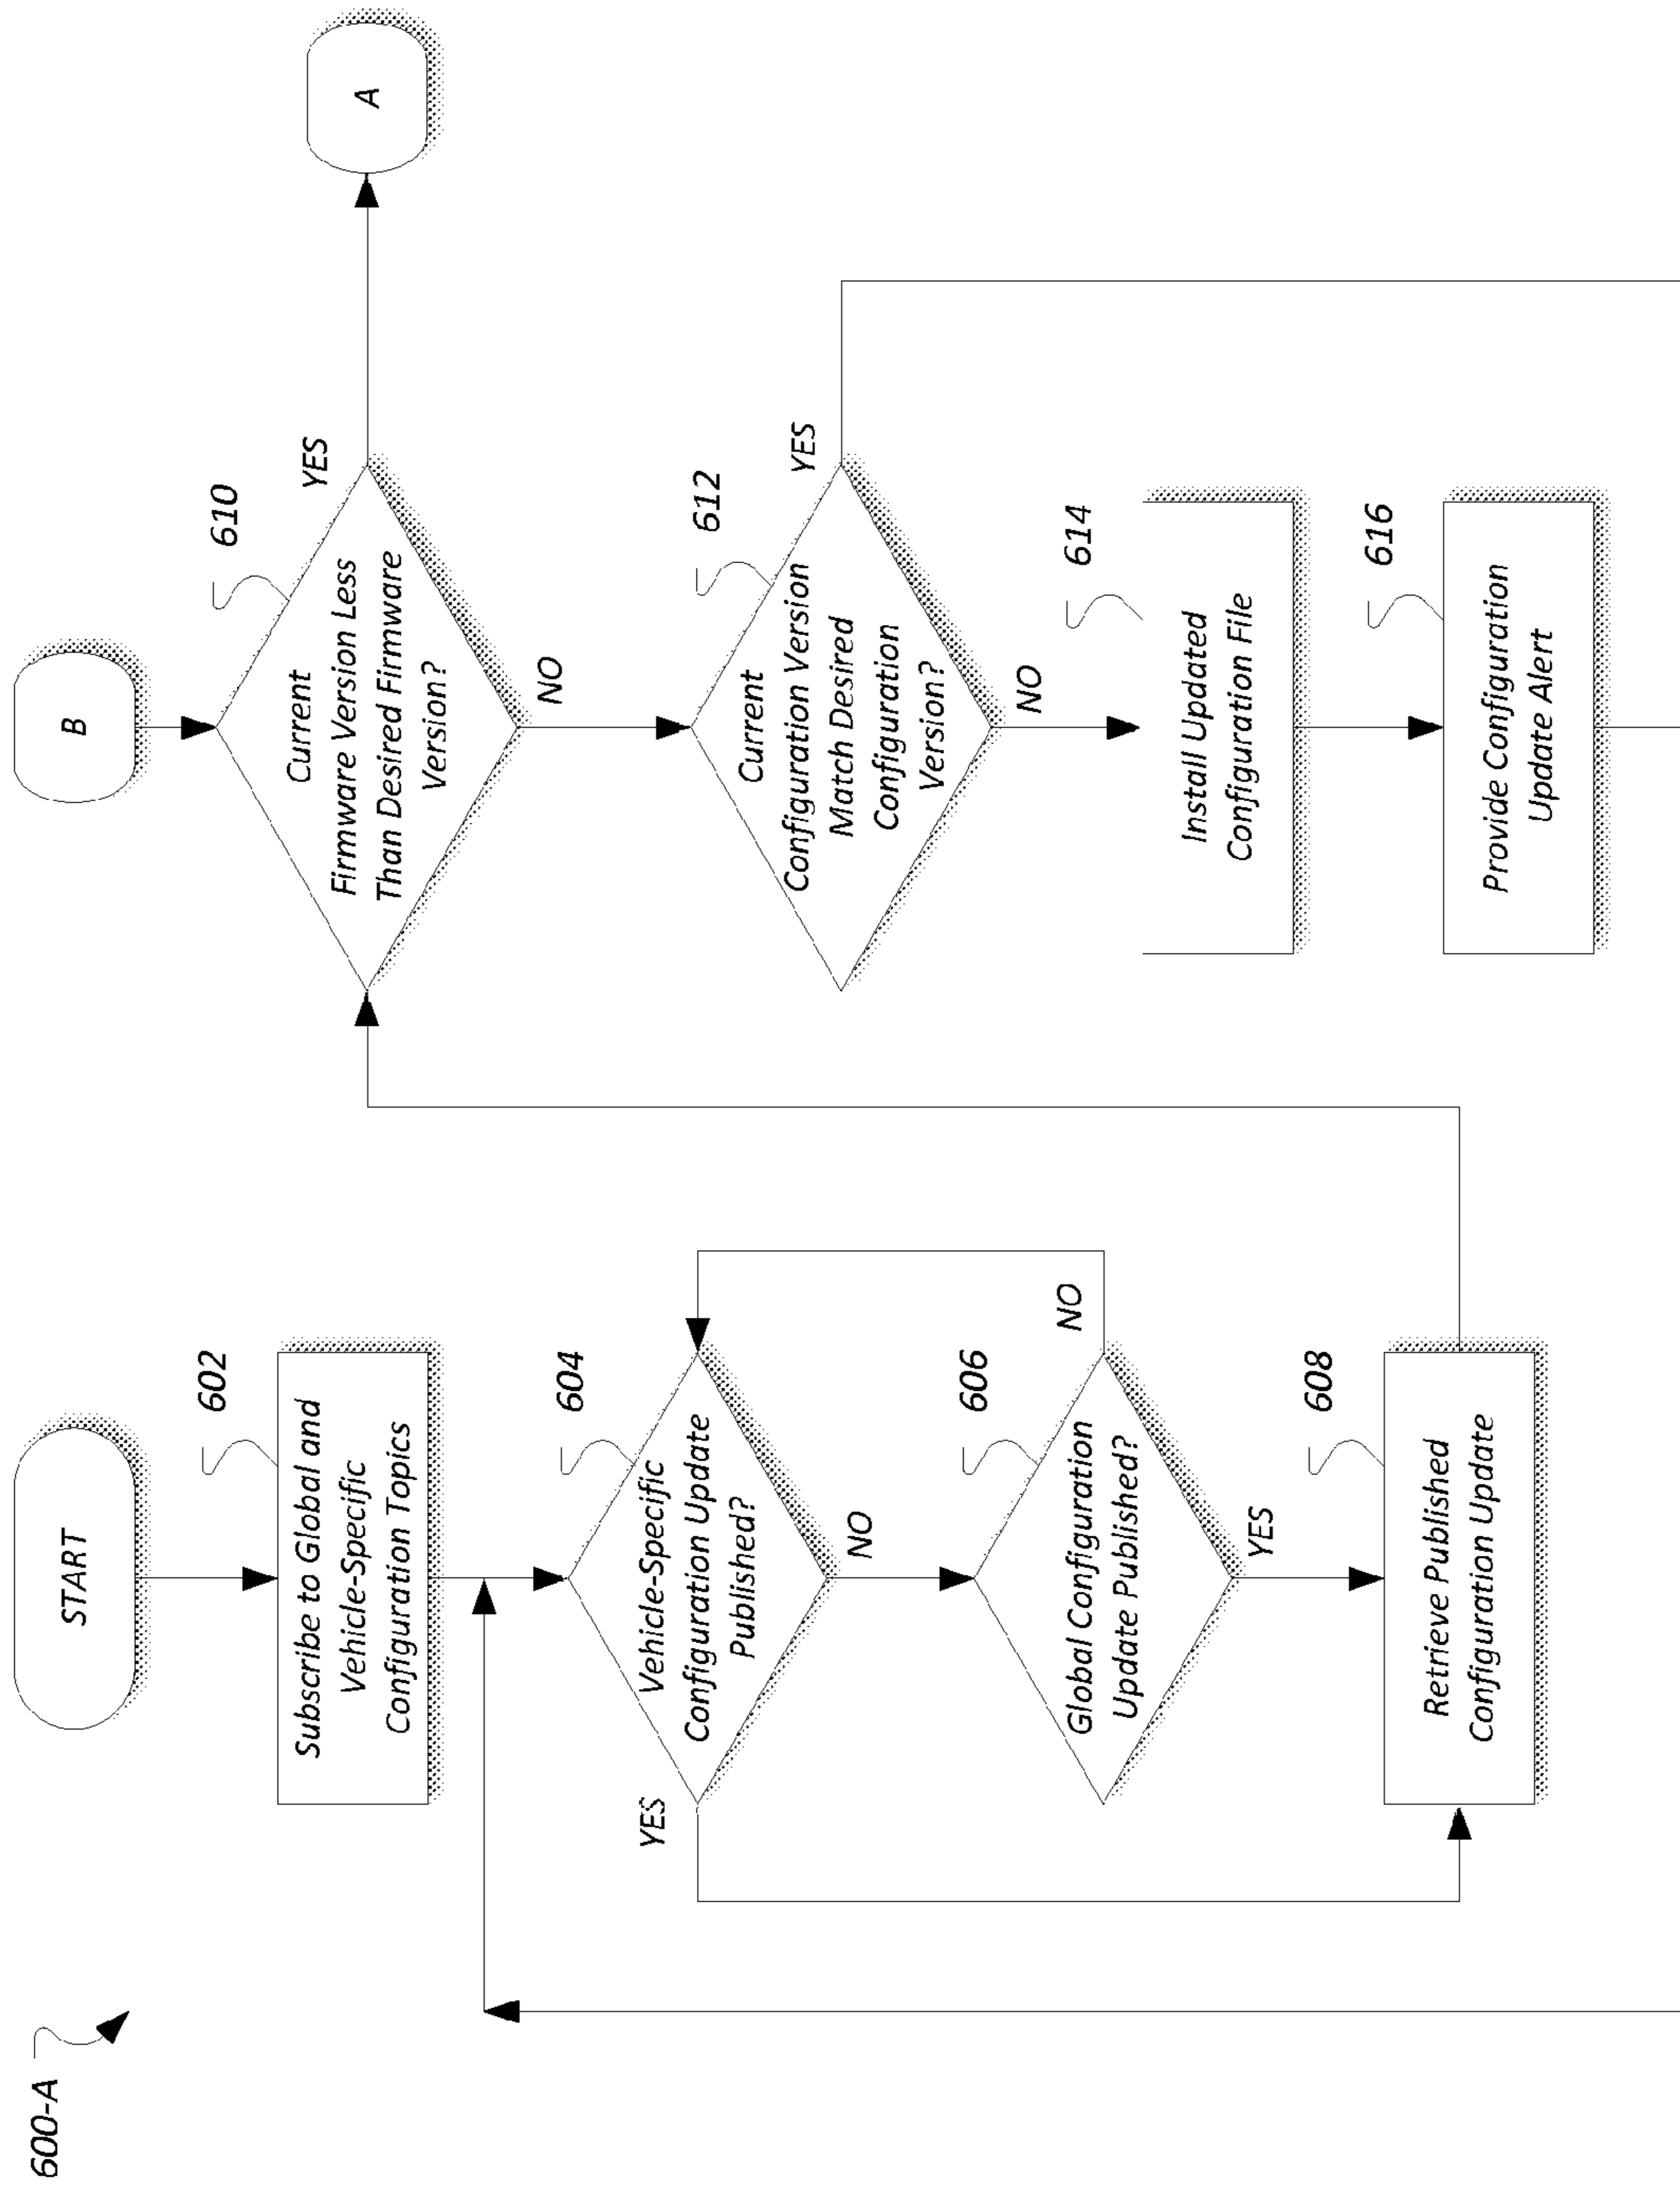 600-A
START
602
Subscribe to Global and
Vehicle-Specific
Configuration Topics
604
Vehicle-Specific
Configuration Update
Published?
YES
NO
606
Global Configuration
Update Published?
NO
YES
608
Retrieve Published
Configuration Update
B
610
Current
Firmware Version Less
Than Desired Firmware
Version?
YES
A
NO
612
Current
Configuration Version
Match Desired
Configuration
Version?
YES
NO
614
Install Updated
Configuration File
616
Provide Configuration
Update Alert